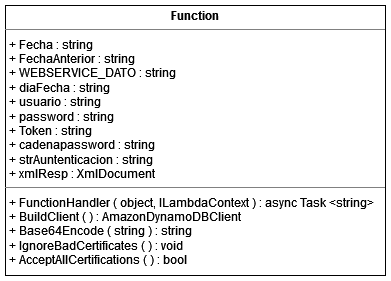 Function
+ Fecha : string
+ FechaAnterior : string
+ WEBSERVICE_DATO : string
+ diaFecha : string
+ usuario : string
+ password : string
+ Token : string
+ cadenapassword : string
+ strAuntenticacion : string
+ xmlResp : XmlDocument
+ FunctionHandler ( object, ILambdaContext ) : async Task <string>
+ BuildClient ( ) : AmazonDynamoDBClient
+ Base64Encode ( string ) : string
+ IgnoreBadCertificates ( ) : void
+ AcceptAllCertifications ( ) : bool